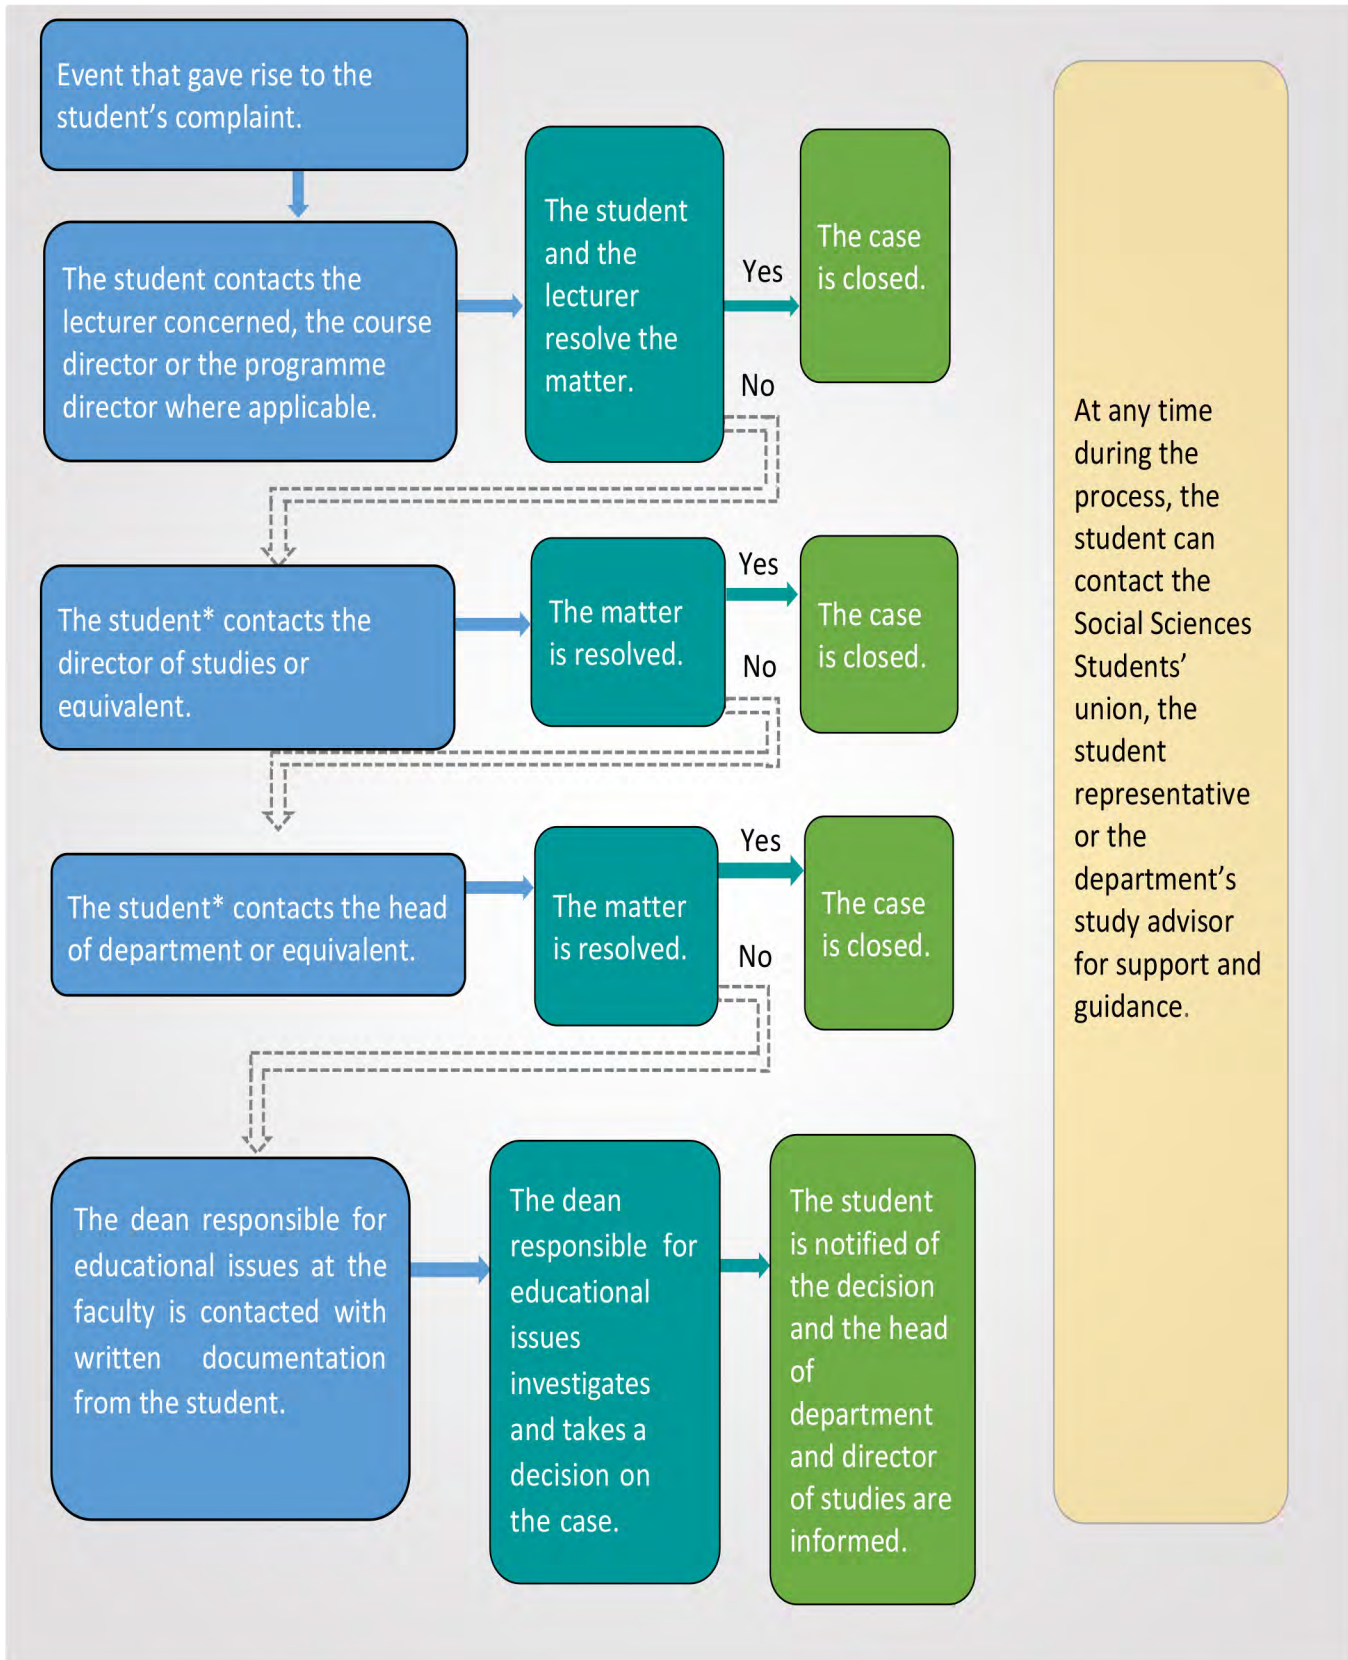 Event that gave rise to the
student's complaint.
The student contacts the
lecturer concerned, the course
director or the programme
director where applicable.
The student
and the
lecturer
resolve the
matter.
Yes
No
The case
is closed.
The student* contacts the
director of studies or
equivalent.
The matter
is resolved.
Yes
No
The case
is closed.
The student* contacts the head
of department or equivalent.
The matter
is resolved.
Yes
No
The case
is closed.
The dean responsible for
educational issues at the
faculty is contacted with
written documentation
from the student.
The dean
responsible for
educational
issues
investigates
and takes a
decision on
the case.
The student
is notified of
the decision
and the head
of
department
and director
of studies are
informed.
At any time
during the
process, the
student can
contact the
Social Sciences
Students'
union, the
student
representative
or the
department's
study advisor
for support and
guidance.